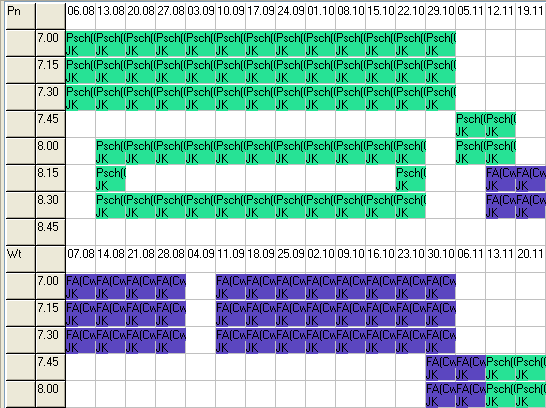 Pn 06.08 13.08 20.08 27.08 03.09 10.09 17.09 24.09 01.10 08.10 15.10 22.10 29.10 05.11 12.11 19.11
7.00 Psch(( Psch(( Psch(( Psch(( Psch(( Psch(( Psch(( Psch(( Psch(( Psch(( Psch(( Psch(( Psch((
JK JK JK JK JK JK JK JK JK JK JK JK JK
7.15 Psch(( Psch(( Psch(( Psch(( Psch(( Psch(( Psch(( Psch(( Psch(( Psch(( Psch(( Psch(( Psch((
JK JK JK JK JK JK JK JK JK JK JK JK JK
7.30 Psch(( Psch(( Psch(( Psch(( Psch(( Psch(( Psch(( Psch(( Psch(( Psch(( Psch(( Psch(( Psch((
JK JK JK JK JK JK JK JK JK JK JK JK JK
7.45 Psch(( Psch((
JK JK
8.00 Psch(( Psch(( Psch(( Psch(( Psch(( Psch(( Psch(( Psch(( Psch(( Psch(( Psch(( Psch(( Psch((
JK JK JK JK JK JK JK JK JK JK JK JK JK
8.15 Psch(( Psch(( FA(Cw FA(Cw
JK JK JK JK
8.30 Psch(( Psch(( Psch(( Psch(( Psch(( Psch(( Psch(( Psch(( Psch(( Psch(( Psch(( FA(Cw FA(Cw
JK JK JK JK JK JK JK JK JK JK JK JK JK
8.45
Wt 07.08 14.08 21.08 28.08 04.09 11.09 18.09 25.09 02.10 09.10 16.10 23.10 30.10 06.11 13.11 20.11
7.00 FA(Cw FA(Cw FA(Cw FA(Cw FA(Cw FA(Cw FA(Cw FA(Cw FA(Cw FA(Cw FA(Cw FA(Cw
JK JK JK JK JK JK JK JK JK JK JK JK
7.15 FA(Cw FA(Cw FA(Cw FA(Cw FA(Cw FA(Cw FA(Cw FA(Cw FA(Cw FA(Cw FA(Cw FA(Cw
JK JK JK JK JK JK JK JK JK JK JK JK
7.30 FA(Cw FA(Cw FA(Cw FA(Cw FA(Cw FA(Cw FA(Cw FA(Cw FA(Cw FA(Cw FA(Cw FA(Cw
JK JK JK JK JK JK JK JK JK JK JK JK
7.45 FA(Cw FA(Cw Psch(( Psch((
JK JK JK JK
8.00 FA(Cw FA(Cw Psch(( Psch((
JK JK JK JK